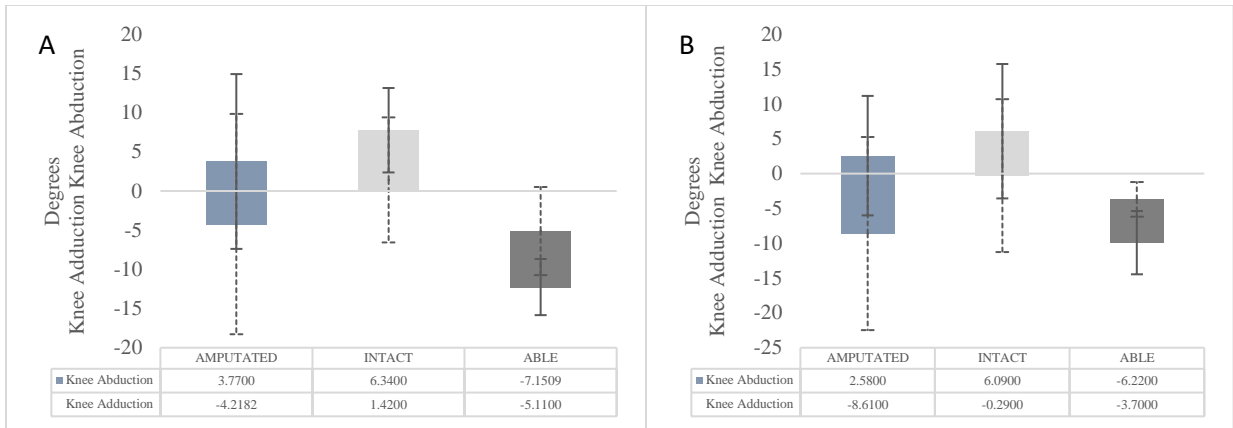 A
20
15
10
5
0
-5
-10
-15
-20
Degrees
Knee Adduction Knee Abduction
AMPUTATED INTACT ABLE
Knee Abduction 3.7700 6.3400 -7.1509
Knee Adduction -4.2182 1.4200 -5.1100
B
20
15
10
5
0
-5
-10
-15
-20
-25
Degrees
Knee Adduction Knee Abduction
AMPUTATED INTACT ABLE
Knee Abduction 2.5800 6.0900 -6.2200
Knee Adduction -8.6100 -0.2900 -3.7000